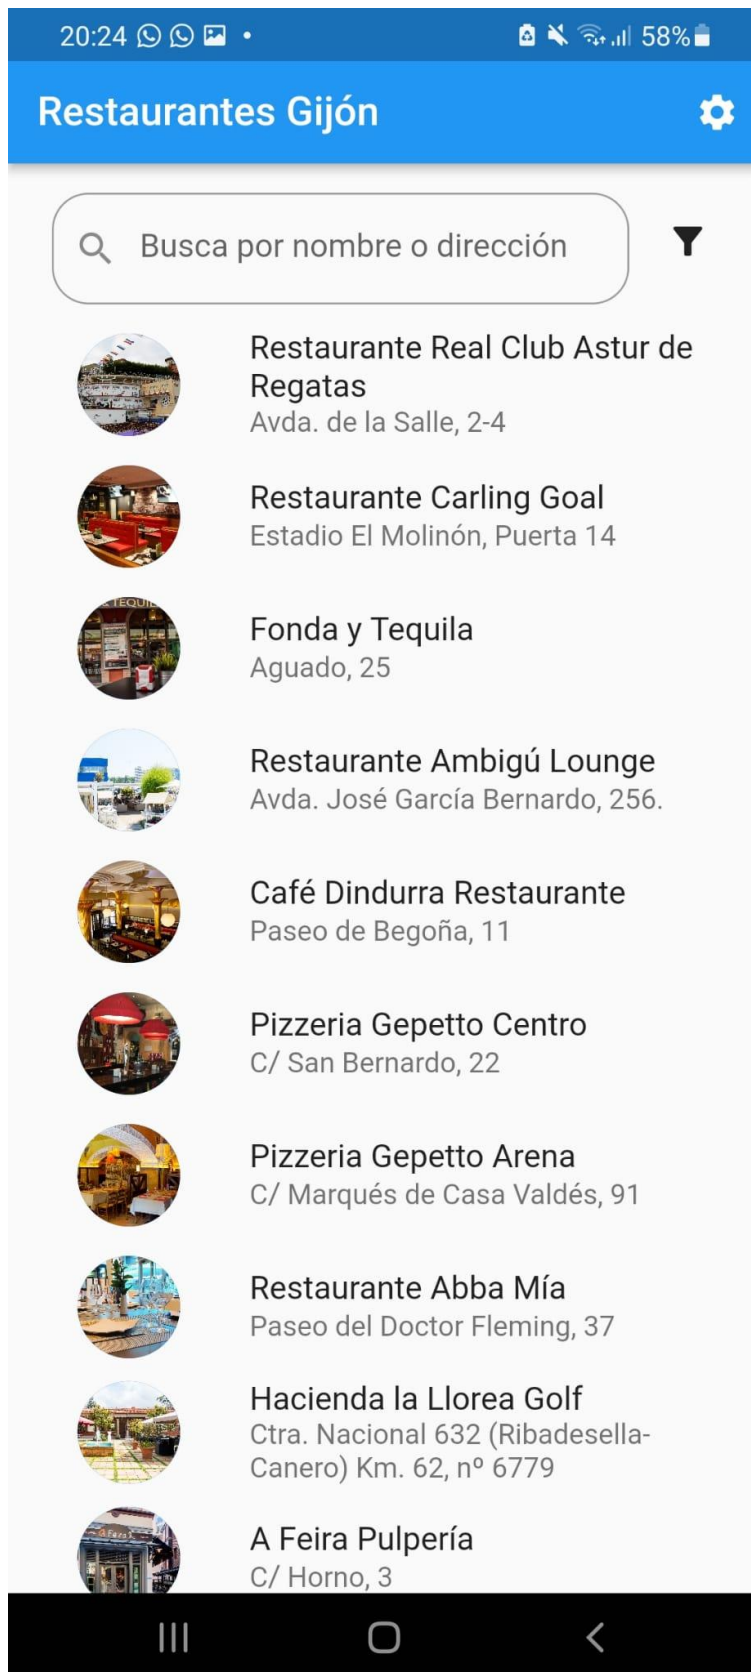 20:24
58%
Restaurantes Gijón
Busca por nombre o dirección
Restaurante Real Club Astur de
Regatas
Avda. de la Salle, 2-4
Restaurante Carling Goal
Estadio El Molinón, Puerta 14
TEQUIL
Fonda y Tequila
Aguado, 25
Restaurante Ambigú Lounge
Avda. José García Bernardo, 256.
Café Dindurra Restaurante
Paseo de Begoña, 11
Pizzeria Gepetto Centro
C/ San Bernardo, 22
Pizzeria Gepetto Arena
C/ Marqués de Casa Valdés, 91
Restaurante Abba Mía
Paseo del Doctor Fleming, 37
Hacienda la Llorea Golf
Ctra. Nacional 632 (Ribadesella-
Canero) Km. 62, nº 6779
A Feira Pulpería
C/ Horno, 3